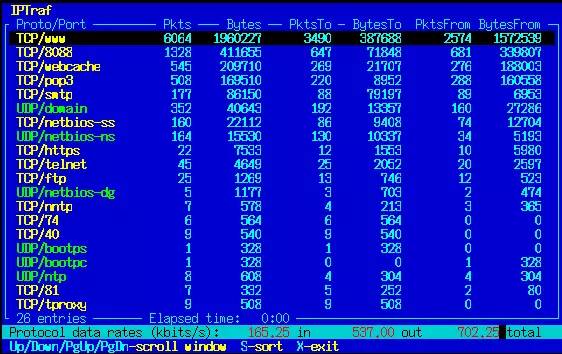 IPTraf
Proto/Port Pkts Bytes PktsTo BytesTo PktsFrom BytesFrom
TCP/www 6064 1960227 3490 387688 2574 1572539
TCP/8088 1328 411655 647 71848 681 339807
TCP/webcache 545 209710 269 21707 276 188003
TCP/pop3 508 169510 220 8952 288 160558
TCP/smtp 177 86150 88 79197 89 6953
UDP/domain 352 40643 192 13357 160 27286
TCP/netbios-ss 160 22112 86 9408 74 12704
UDP/netbios-ns 164 15530 130 10337 34 5193
TCP/https 22 7533 12 1553 10 5980
TCP/telnet 45 4649 25 2052 20 2597
TCP/ftp 25 1269 13 746 12 523
UDP/netbios-dg 5 1177 3 703 2 474
TCP/nntp 7 578 4 213 3 365
TCP/74 6 564 6 564 0 0
TCP/40 9 540 9 540 0 0
UDP/bootps 1 328 1 328 0 0
UDP/bootpc 1 328 0 0 1 328
UDP/ntp 8 608 4 304 4 304
TCP/81 7 332 5 252 2 80
TCP/tproxy 9 508 9 508 0 0
26 entries Elapsed time: 0:00
Protocol data rates (kbits/s): 165.25 in 537.00 out 702.25 total
Up/Down/PgUp/PgDn-scroll window S-sort X-exit